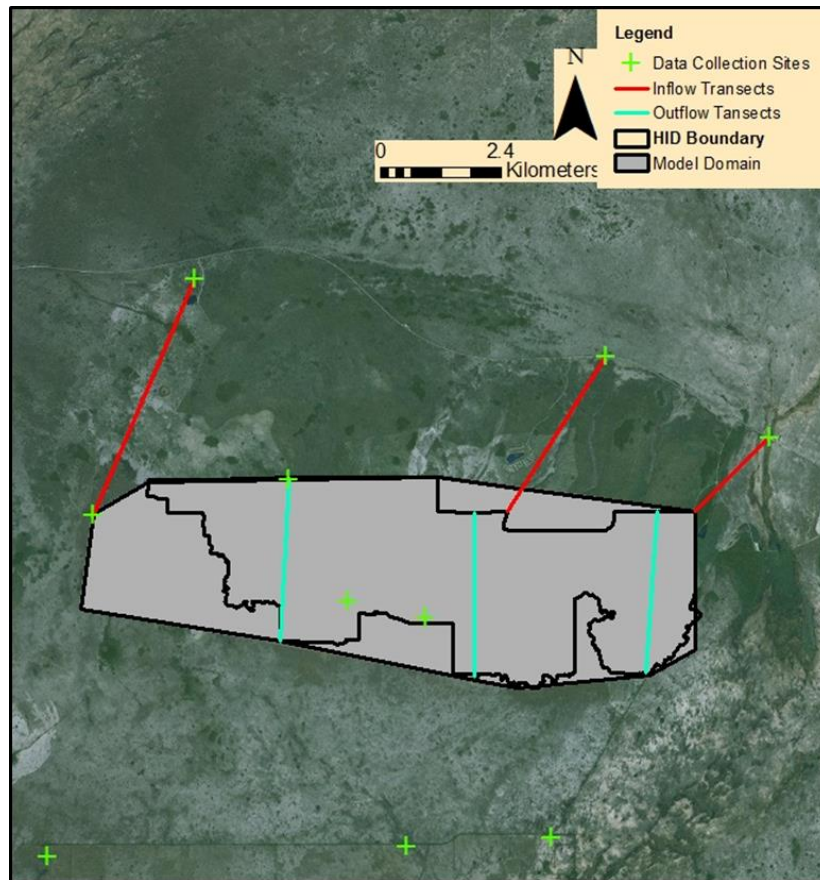 Legend
Data Collection Sites
Inflow Transects
Outflow Tansects
HID Boundary
Model Domain
N
0 2.4
Kilometers